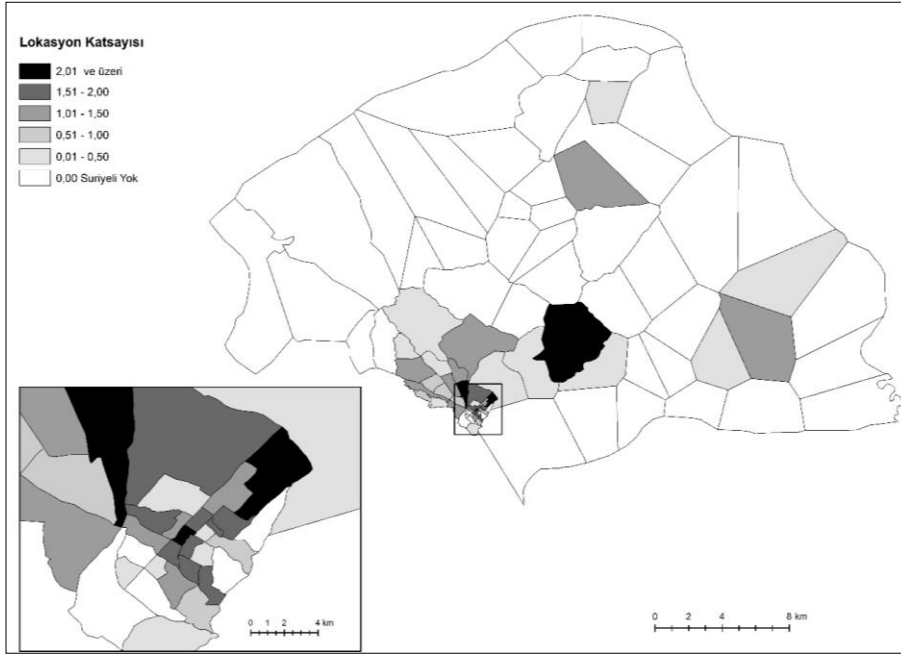 Lokasyon Katsayısı
2,01 ve üzeri
1,51 - 2,00
1,01 - 1,50
0,51 - 1,00
0,01 - 0,50
0,00 Suriyeli Yok
0 1 2 4 km
0 2 4 8 km